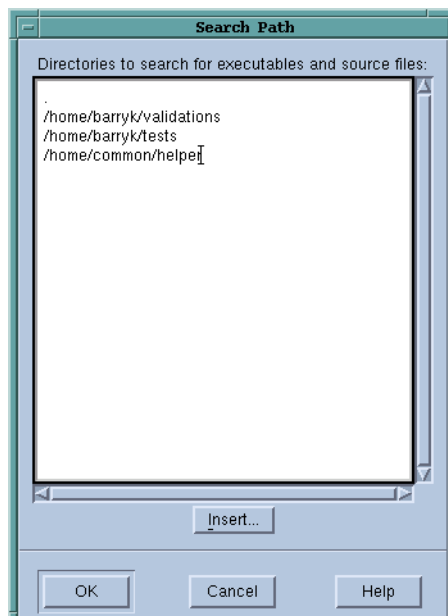 Search Path
Directories to search for executables and source files:
.
/home/barryk/validations
/home/barryk/tests
/home/common/helper
Insert...
OK Cancel Help